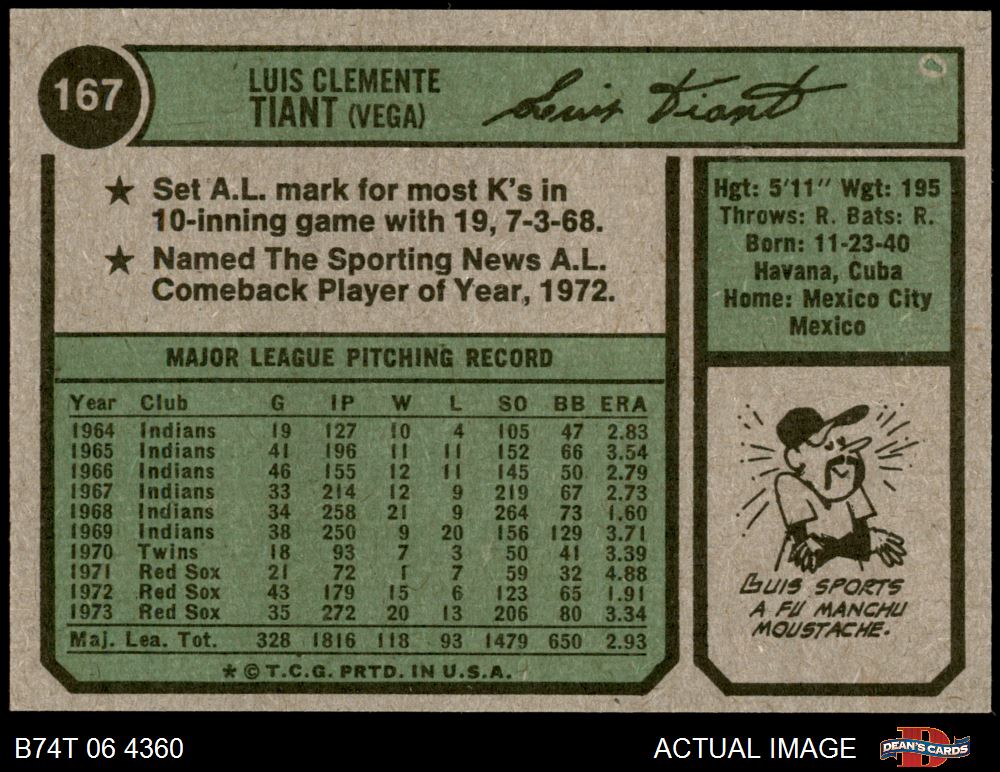 167
LUIS CLEMENTE
TIANT (VEGA)
Luis Tiant
★ Set A.L. mark for most K's in
10-inning game with 19, 7-3-68.
★ Named The Sporting News A.L.
Comeback Player of Year, 1972.
Hgt: 5'11" Wgt: 195
Throws: R. Bats: R.
Born: 11-23-40
Havana, Cuba
Home: Mexico City
Mexico
MAJOR LEAGUE PITCHING RECORD
Year Club G IP W L SO BB ERA
1964 Indians 19 127 10 4 105 47 2.83
1965 Indians 41 196 11 11 152 66 3.54
1966 Indians 46 155 12 11 145 50 2.79
1967 Indians 33 214 12 9 219 67 2.73
1968 Indians 34 258 21 9 264 73 1.60
1969 Indians 38 250 9 20 156 129 3.71
1970 Twins 18 93 7 3 50 41 3.39
1971 Red Sox 21 72 1 7 59 32 4.88
1972 Red Sox 43 179 15 6 123 65 1.91
1973 Red Sox 35 272 20 13 206 80 3.34
Maj. Lea. Tot. 328 1816 118 93 1479 650 2.93
* © T.C.G. PRTD. IN U.S.A.
LUIS SPORTS
A FU MANCHU
MOUSTACHE.
B74T 06 4360
ACTUAL IMAGE
D
DEAN'S CARDS